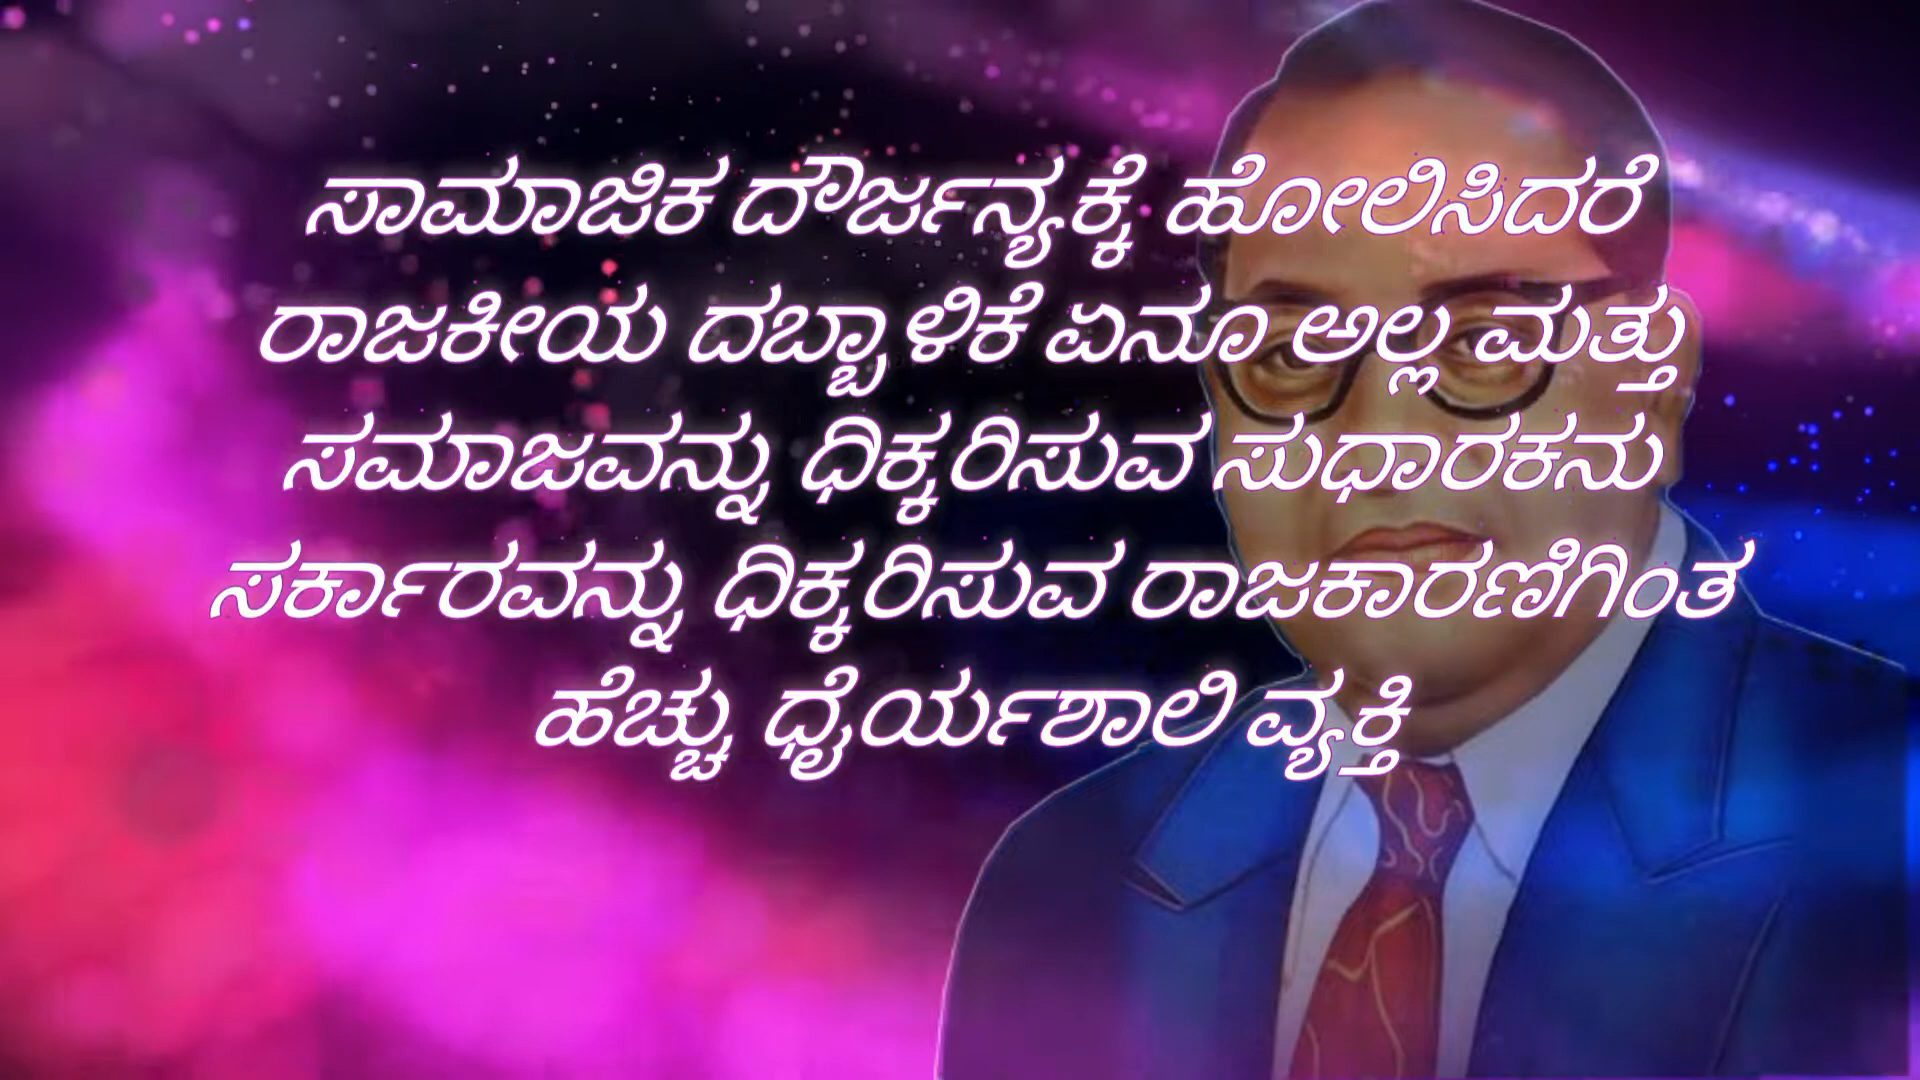 ಸಾಮಾಜಿಕ ದೌರ್ಜನ್ಯಕ್ಕೆ ಹೋಲಿಸಿದರೆ
ರಾಜಕೀಯ ದಬ್ಬಾಳಿಕೆ ಏನೂ ಅಲ್ಲ ಮತ್ತು
ಸಮಾಜವನ್ನು ಧಿಕ್ಕರಿಸುವ ಸುಧಾರಕನು
ಸರ್ಕಾರವನ್ನು ಧಿಕ್ಕರಿಸುವ ರಾಜಕಾರಣಿಗಿಂತ
ಹೆಚ್ಚು ಧೈರ್ಯಶಾಲಿ ವ್ಯಕ್ತಿ